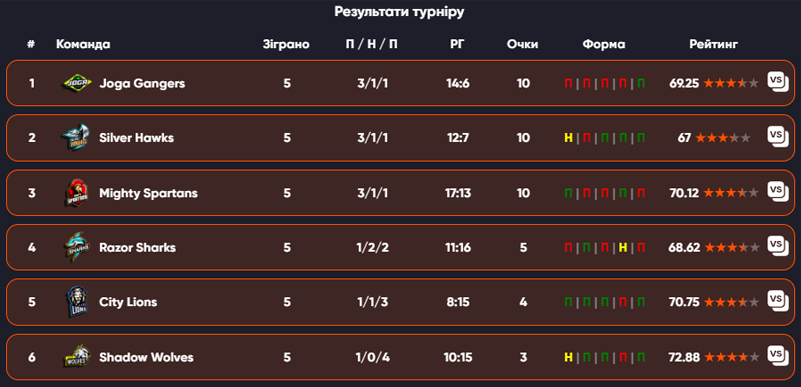 Результати турніру
# Команда Зіграно П / Н / П РГ Очки Форма Рейтинг
1 Joga Gangers 5 3/1/1 14:6 10 П | П | П | П | П 69.25 VS
2 Silver Hawks 5 3/1/1 12:7 10 Н | П | П | П | П 67 VS
3 Mighty Spartans 5 3/1/1 17:13 10 П | П | П | П | П 70.12 VS
4 Razor Sharks 5 1/2/2 11:16 5 П | П | П | Н | П 68.62 VS
5 City Lions 5 1/1/3 8:15 4 П | П | П | П | П 70.75 VS
6 Shadow Wolves 5 1/0/4 10:15 3 Н | П | П | П | П 72.88 VS